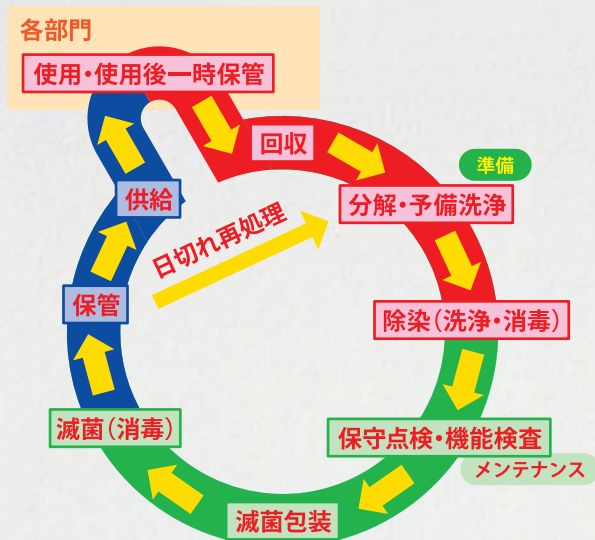 各部門
使用・使用後一時保管
回収
準備
分解・予備洗浄
供給
日切れ再処理
保管
除染（洗浄・消毒）
滅菌（消毒）
保守点検・機能検査
メンテナンス
滅菌包装